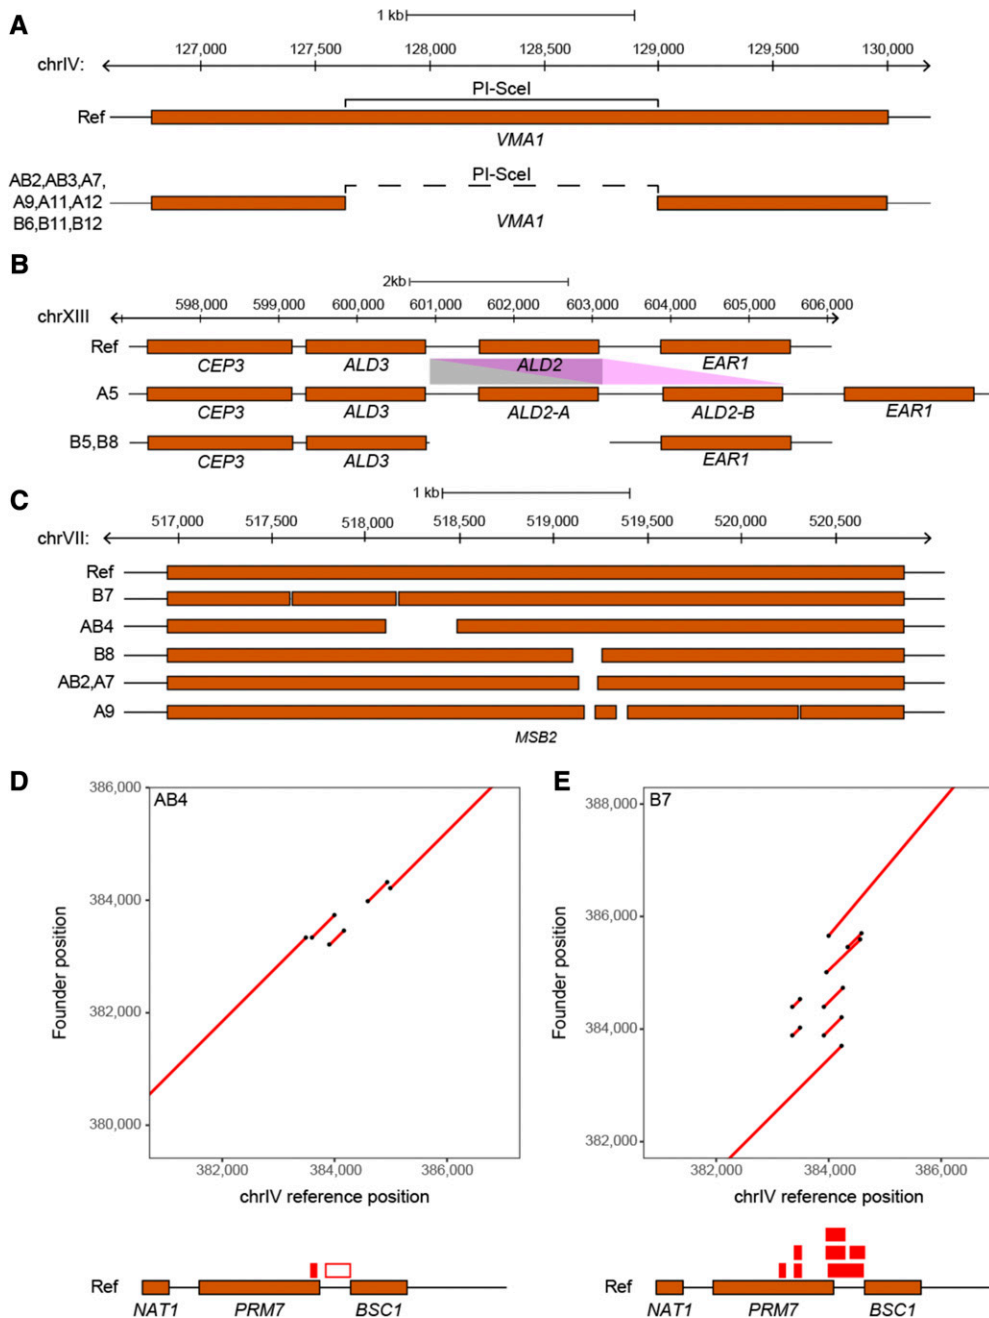 A
1 kb
127,000 127,500 128,000 128,500 129,000 129,500 130,000
chrIV:
PI-SceI
Ref
VMA1
AB2,AB3,A7,
A9,A11,A12
B6,B11,B12
PI-SceI
VMA1
B
2kb
598,000 599,000 600,000 601,000 602,000 603,000 604,000 605,000 606,000
chrXIII
Ref
CEP3 ALD3 ALD2 EAR1
A5
CEP3 ALD3 ALD2-A ALD2-B EAR1
B5,B8
CEP3 ALD3 EAR1
C
1 kb
517,000 517,500 518,000 518,500 519,000 519,500 520,000 520,500
chrVII:
Ref
B7
AB4
B8
AB2,A7
A9
MSB2
D
AB4
386,000
384,000
382,000
380,000
Founder position
382,000 384,000 386,000
chrIV reference position
Ref
NAT1 PRM7 BSC1
E
B7
388,000
386,000
384,000
382,000
Founder position
382,000 384,000 386,000
chrIV reference position
Ref
NAT1 PRM7 BSC1